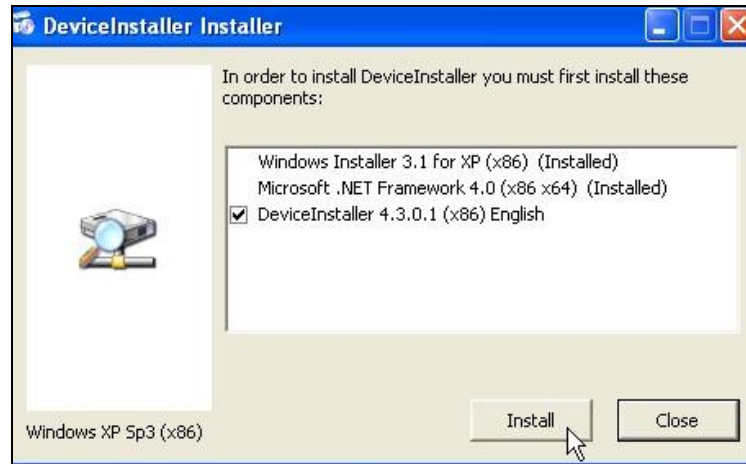 DeviceInstaller Installer
In order to install DeviceInstaller you must first install these
components:
Windows Installer 3.1 for XP (x86) (Installed)
Microsoft .NET Framework 4.0 (x86 x64) (Installed)
DeviceInstaller 4.3.0.1 (x86) English
Windows XP Sp3 (x86)
Install
Close